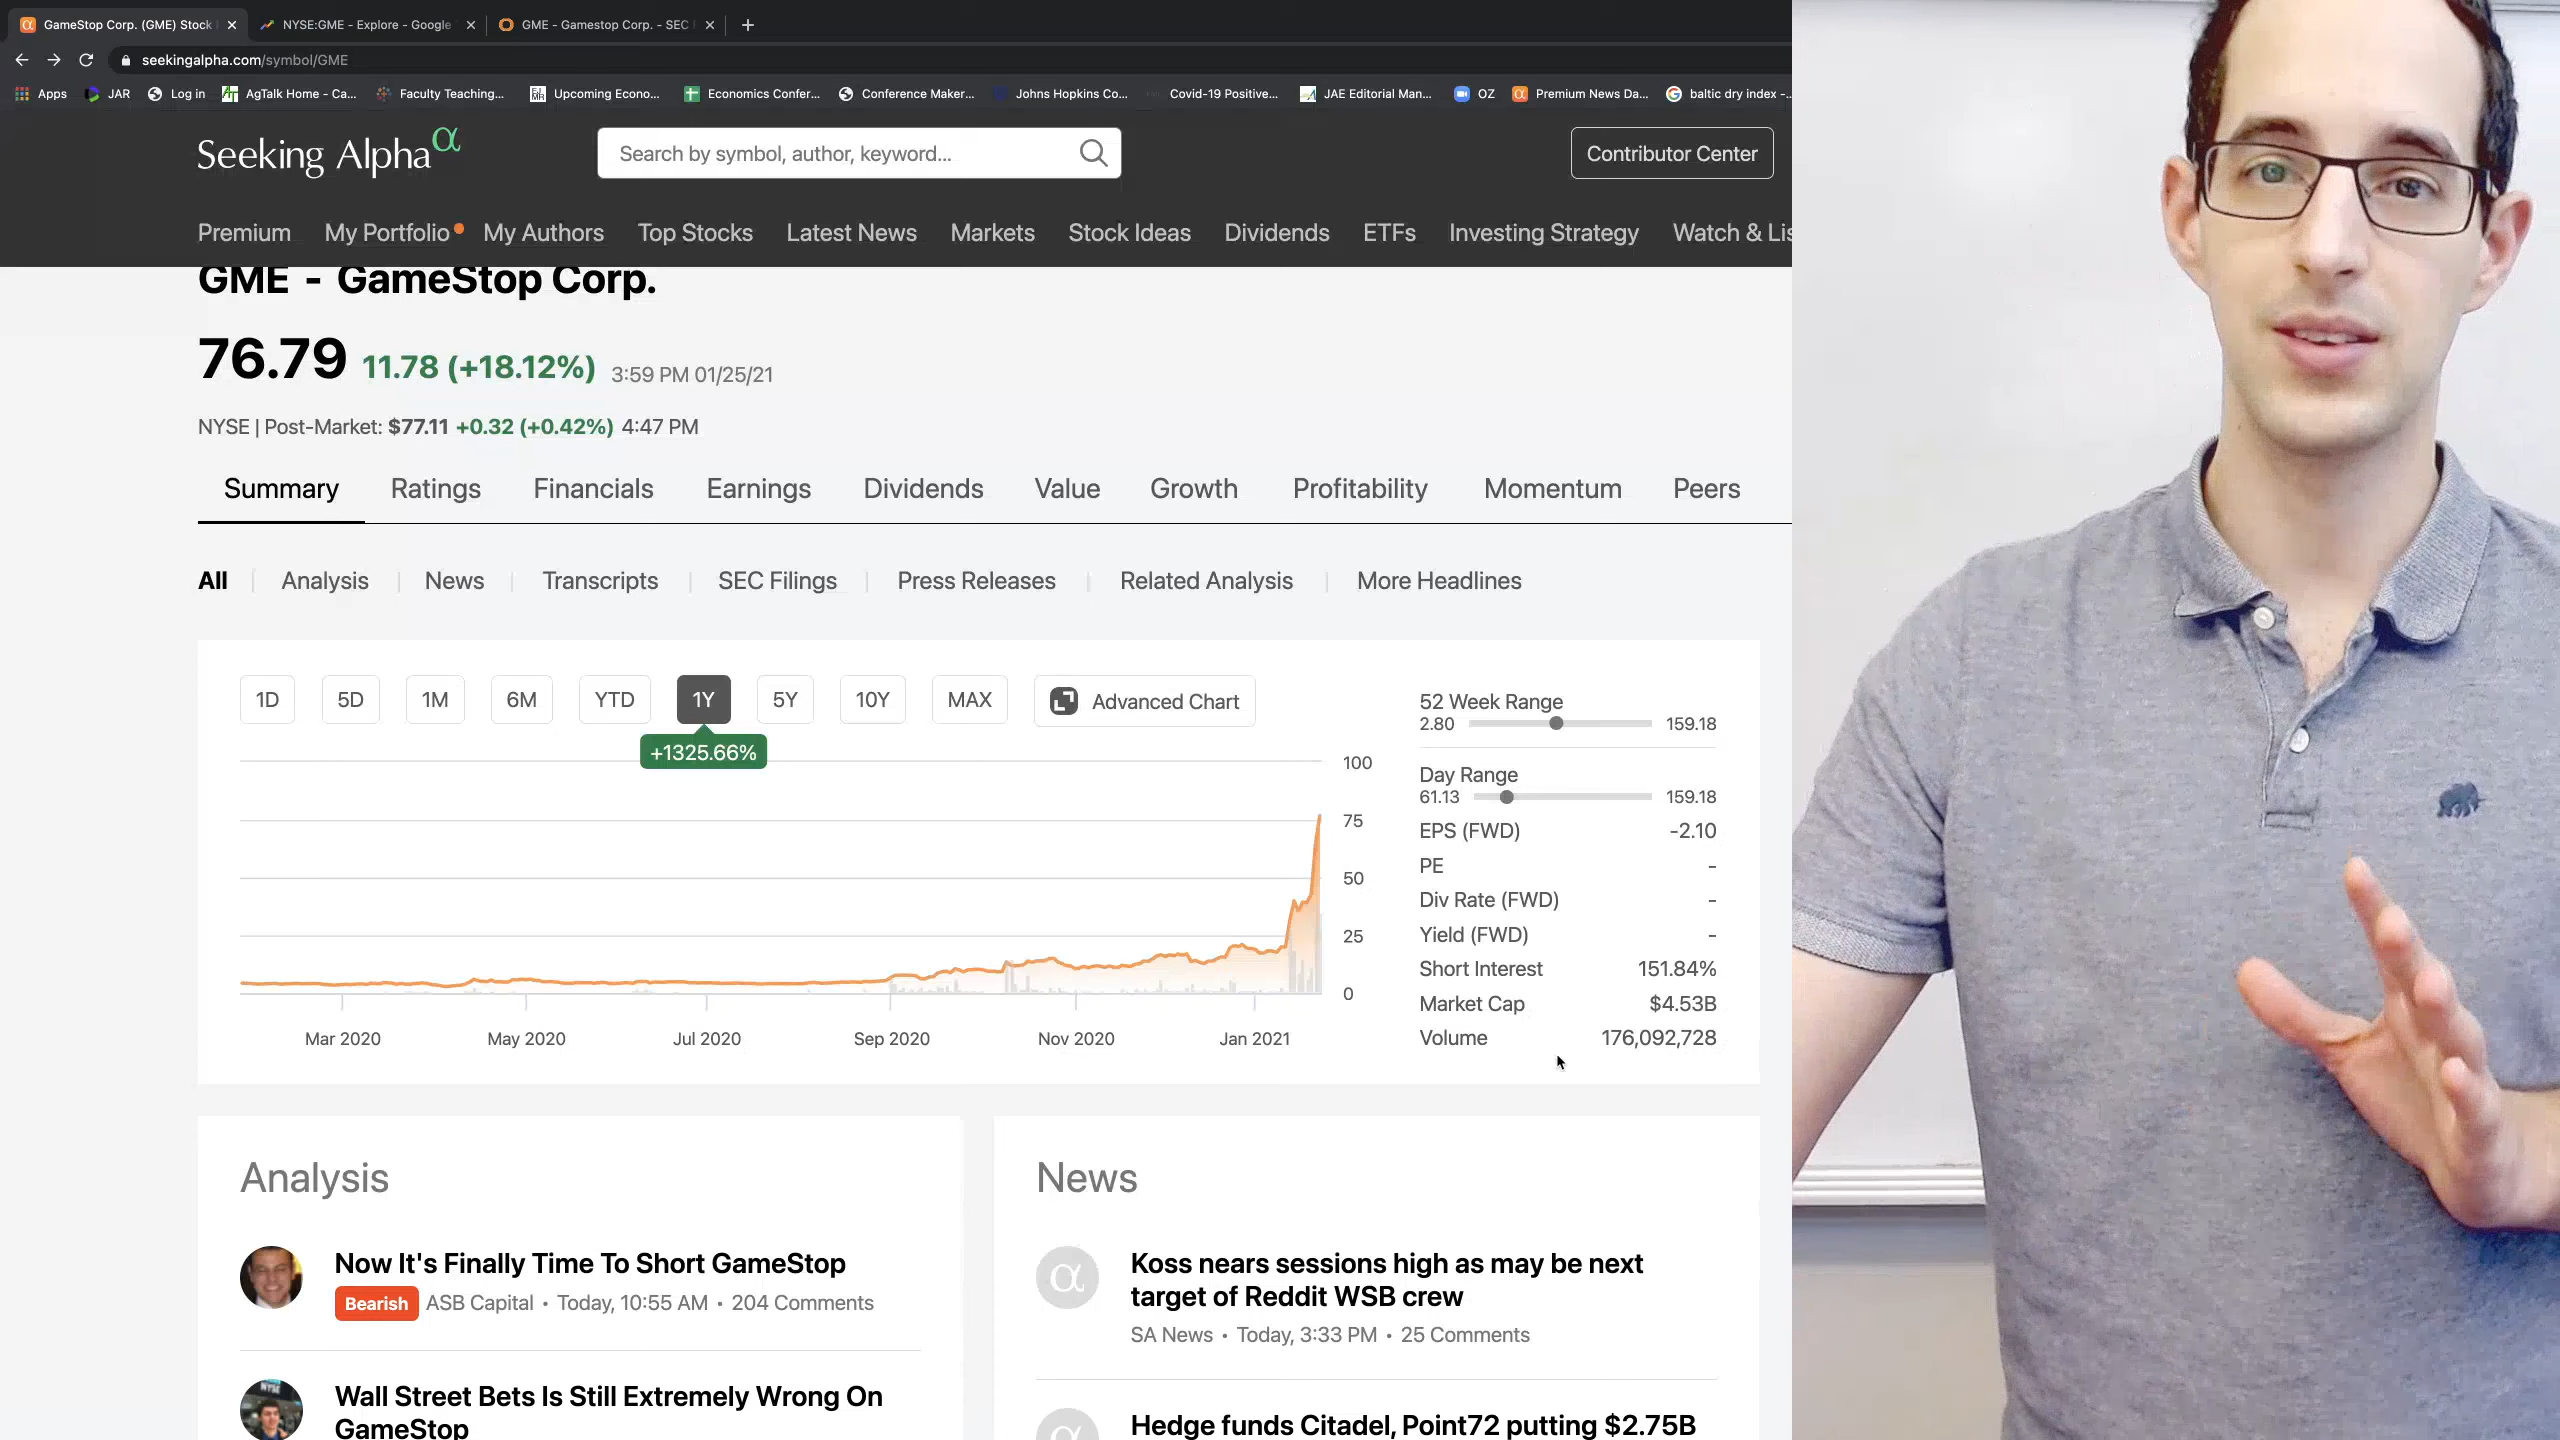 GameStop Corp. (GME) Stock
NYSE:GME - Explore - Google
GME - Gamestop Corp. - SEC
seekingalpha.com/symbol/GME
Apps JAR Log in AgTalk Home - Ca... Faculty Teaching... Upcoming Econo... Economics Confer... Conference Maker... Johns Hopkins Co... Covid-19 Positive... JAE Editorial Man... OZ Premium News Da... baltic dry index -...
Seeking Alpha α
Search by symbol, author, keyword...
Contributor Center
Premium My Portfolio My Authors Top Stocks Latest News Markets Stock Ideas Dividends ETFs Investing Strategy Watch & Lis
GME - GameStop Corp.
76.79 11.78 (+18.12%) 3:59 PM 01/25/21
NYSE | Post-Market: $77.11 +0.32 (+0.42%) 4:47 PM
Summary Ratings Financials Earnings Dividends Value Growth Profitability Momentum Peers
All Analysis News Transcripts SEC Filings Press Releases Related Analysis More Headlines
1D 5D 1M 6M YTD 1Y 5Y 10Y MAX Advanced Chart
+1325.66%
100
75
50
25
0
Mar 2020 May 2020 Jul 2020 Sep 2020 Nov 2020 Jan 2021
52 Week Range
2.80 159.18
Day Range
61.13 159.18
EPS (FWD) -2.10
PE -
Div Rate (FWD) -
Yield (FWD) -
Short Interest 151.84%
Market Cap $4.53B
Volume 176,092,728
Analysis
Now It's Finally Time To Short GameStop
Bearish ASB Capital • Today, 10:55 AM • 204 Comments
Wall Street Bets Is Still Extremely Wrong On
GameStop
News
Koss nears sessions high as may be next
target of Reddit WSB crew
SA News • Today, 3:33 PM • 25 Comments
Hedge funds Citadel, Point72 putting $2.75B